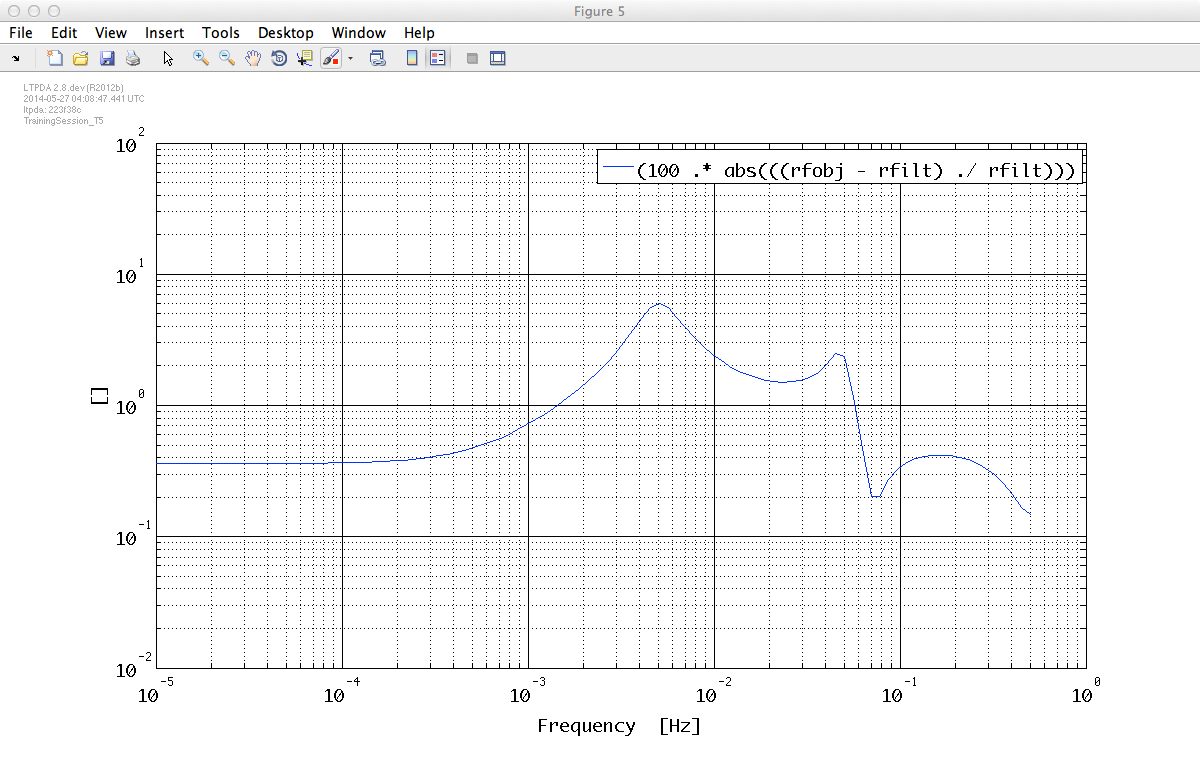 Figure 5
File Edit View Insert Tools Desktop Window Help
LTPDA 2.8.dev (R2012b)
2014-05-27 04:08:47.441 UTC
ltpda: 223f38c
TrainingSession_T5
(100 .* abs(((rfobj - rfilt) ./ rfilt)))
10^2
10^1
10^0
10^-1
10^-2
[]
10^-5 10^-4 10^-3 10^-2 10^-1 10^0
Frequency [Hz]